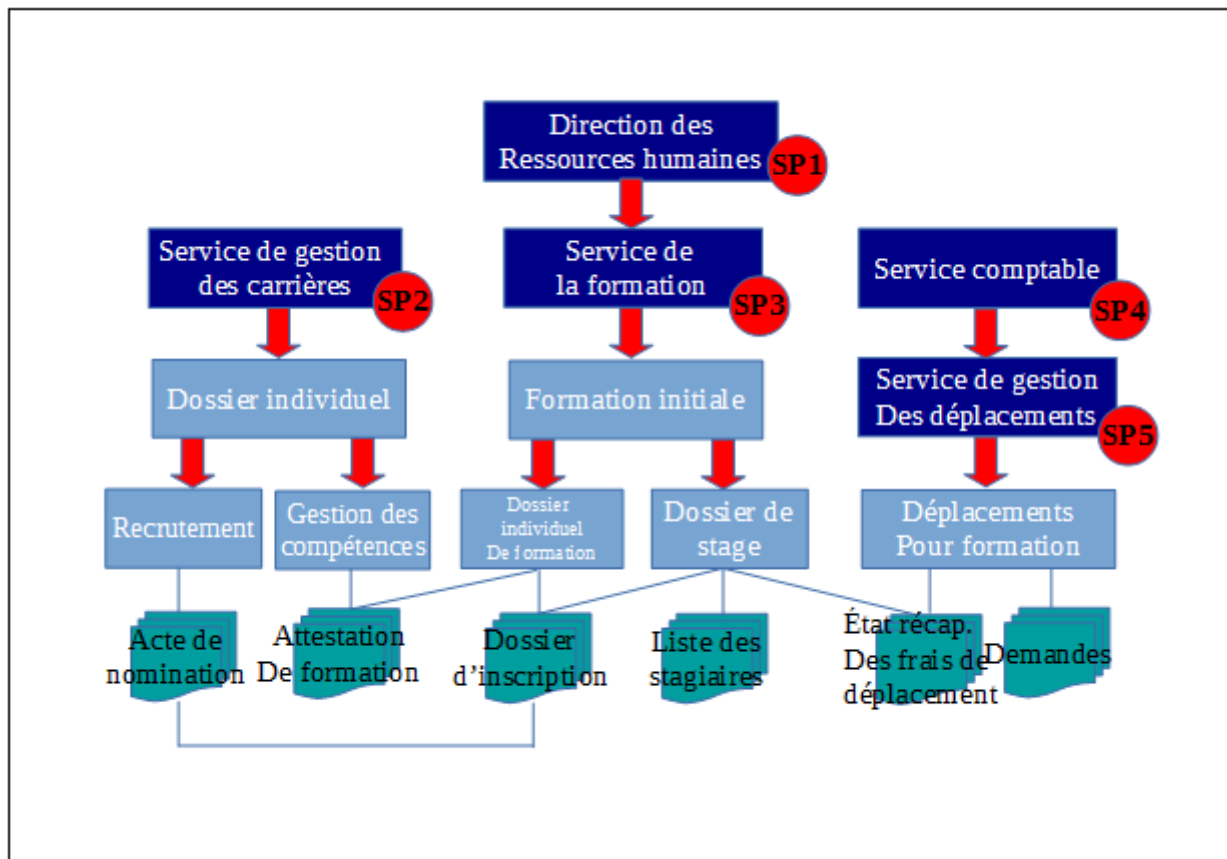 Direction des
Ressources humaines
SP1
Service de gestion
des carrières
SP2
Service de
la formation
SP3
Service comptable
SP4
Service de gestion
Des déplacements
SP5
Dossier individuel
Formation initiale
Recrutement
Gestion des
compétences
Dossier
individuel
De formation
Dossier de
stage
Déplacements
Pour formation
Acte de
nomination
Attestation
De formation
Dossier
d’inscription
Liste des
stagiaires
État récap.
Des frais de
déplacement
Demandes